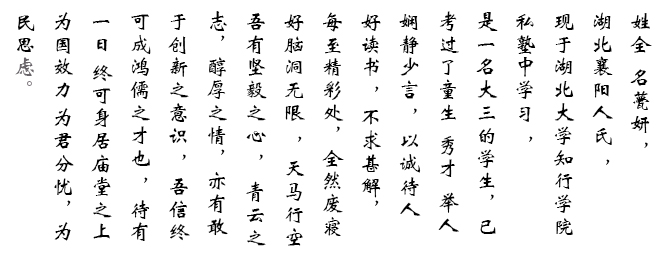 姓全 名薨妍，
湖北襄阳人氏，
现于湖北大学知行学院
私塾中学习，
是一名大三的学生，已
考过了童生 秀才 举人
娴静少言，以诚待人
好读书，不求甚解，
每至精彩处，全然废寝
好脑洞无限，天马行空
吾有坚毅之心，青云之
志，醇厚之情，亦有敢
于创新之意识，吾信终
可成鸿儒之才也，待有
一日 终可身居庙堂之上
为国效力 为君分忧，为
民思虑。